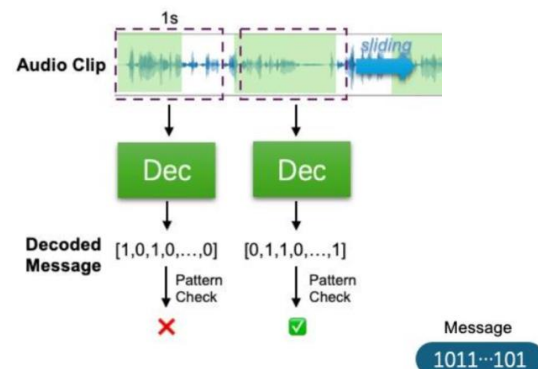 1s
sliding
Audio Clip
Dec Dec
Decoded
Message
[1,0,1,0,...,0] [0,1,1,0,...,1]
Pattern
Check
Pattern
Check
Message
1011···101